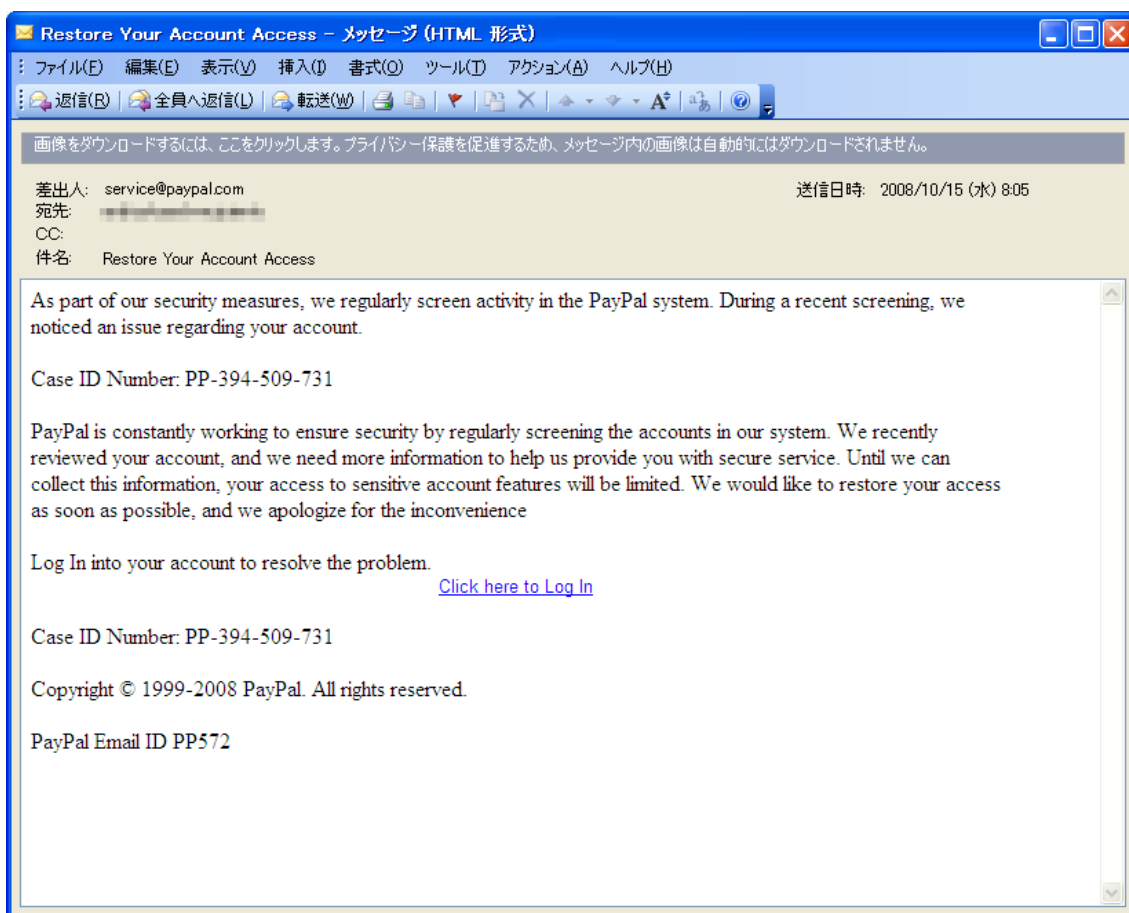 Restore Your Account Access - メッセージ (HTML 形式)
ファイル(F) 編集(E) 表示(V) 挿入(I) 書式(O) ツール(T) アクション(A) ヘルプ(H)
返信(R) 全員へ返信(L) 転送(W)
画像をダウンロードするには、ここをクリックします。プライバシー保護を促進するため、メッセージ内の画像は自動的にはダウンロードされません。
差出人: service@paypal.com 送信日時: 2008/10/15 (水) 8:05
宛先:
CC:
件名: Restore Your Account Access
As part of our security measures, we regularly screen activity in the PayPal system. During a recent screening, we
noticed an issue regarding your account.
Case ID Number: PP-394-509-731
PayPal is constantly working to ensure security by regularly screening the accounts in our system. We recently
reviewed your account, and we need more information to help us provide you with secure service. Until we can
collect this information, your access to sensitive account features will be limited. We would like to restore your access
as soon as possible, and we apologize for the inconvenience
Log In into your account to resolve the problem.
Click here to Log In
Case ID Number: PP-394-509-731
Copyright © 1999-2008 PayPal. All rights reserved.
PayPal Email ID PP572